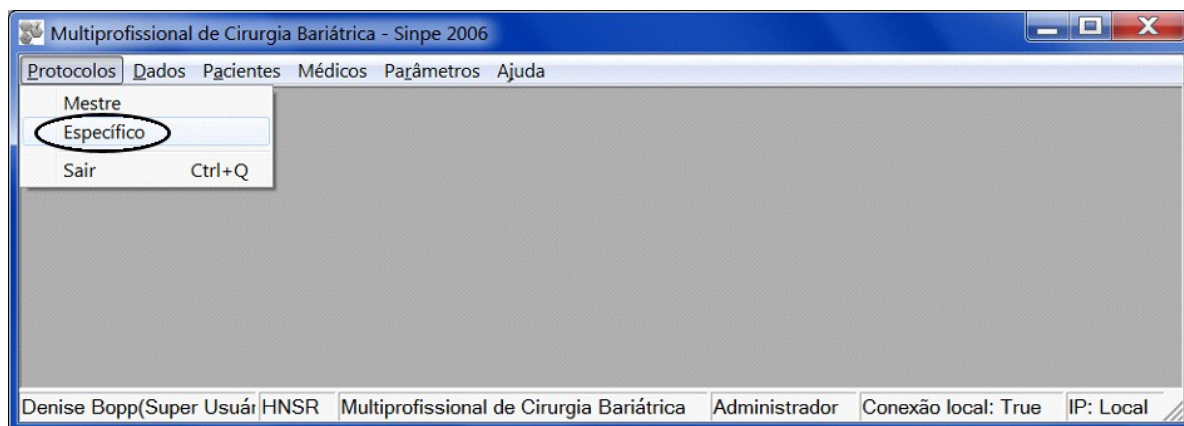 Multiprofissional de Cirurgia Bariátrica - Sinpe 2006
Protocolos Dados Pacientes Médicos Parâmetros Ajuda
Mestre
Específico
Sair Ctrl+Q
Denise Bopp(Super Usuár HNSR Multiprofissional de Cirurgia Bariátrica Administrador Conexão local: True IP: Local